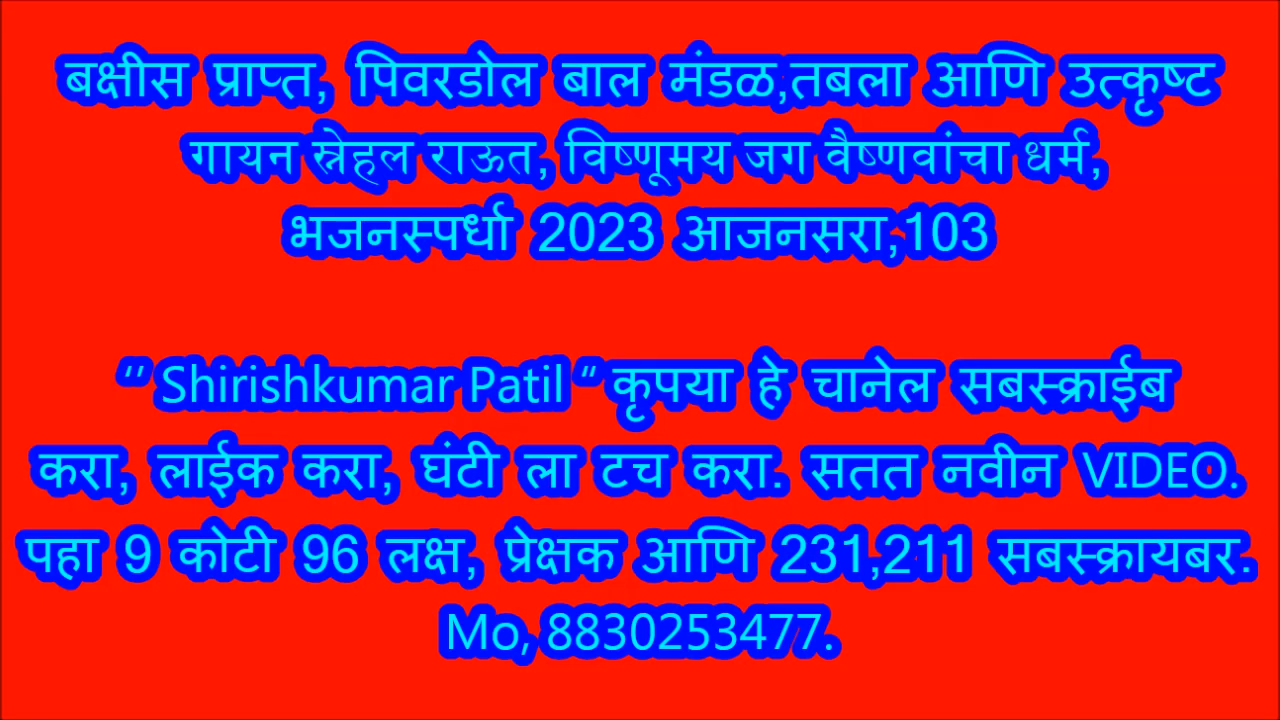 बक्षीस प्राप्त, पिवरडोल बाल मंडळ,तबला आणि उत्कृष्ट
गायन स्नेहल राऊत, विष्णूमय जग वैष्णवांचा धर्म,
भजनस्पर्धा 2023 आजनसरा,103
’’ Shirishkumar Patil “ कृपया हे चानेल सबस्क्राईब
करा, लाईक करा, घंटी ला टच करा. सतत नवीन VIDEO.
पहा 9 कोटी 96 लक्ष, प्रेक्षक आणि 231,211 सबस्क्रायबर.
Mo, 8830253477.